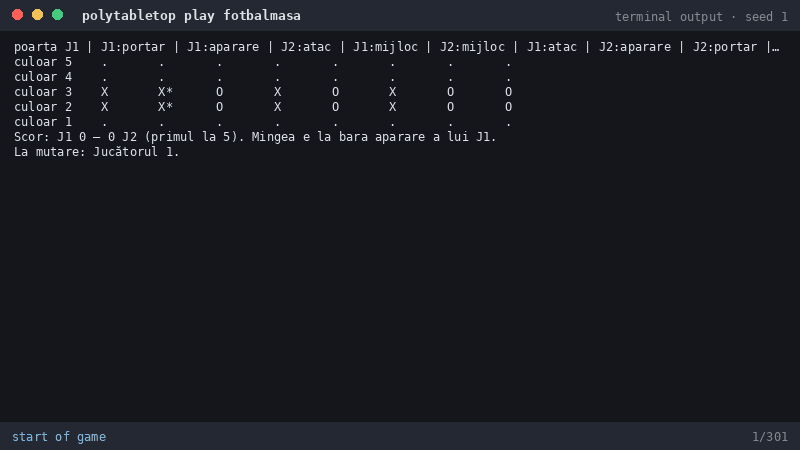 polytabletop play fotbalmasa
terminal output · seed 1
poarta J1 | J1:portar | J1:aparare | J2:atac | J1:mijloc | J2:mijloc | J1:atac | J2:aparare | J2:portar |…
culoar 5 . . . . . . . .
culoar 4 . . . . . . . .
culoar 3 X X* O X O X O O
culoar 2 X X* O X O X O O
culoar 1 . . . . . . . .
Scor: J1 0 — 0 J2 (primul la 5). Mingea e la bara aparare a lui J1.
La mutare: Jucătorul 1.
start of game
1/301